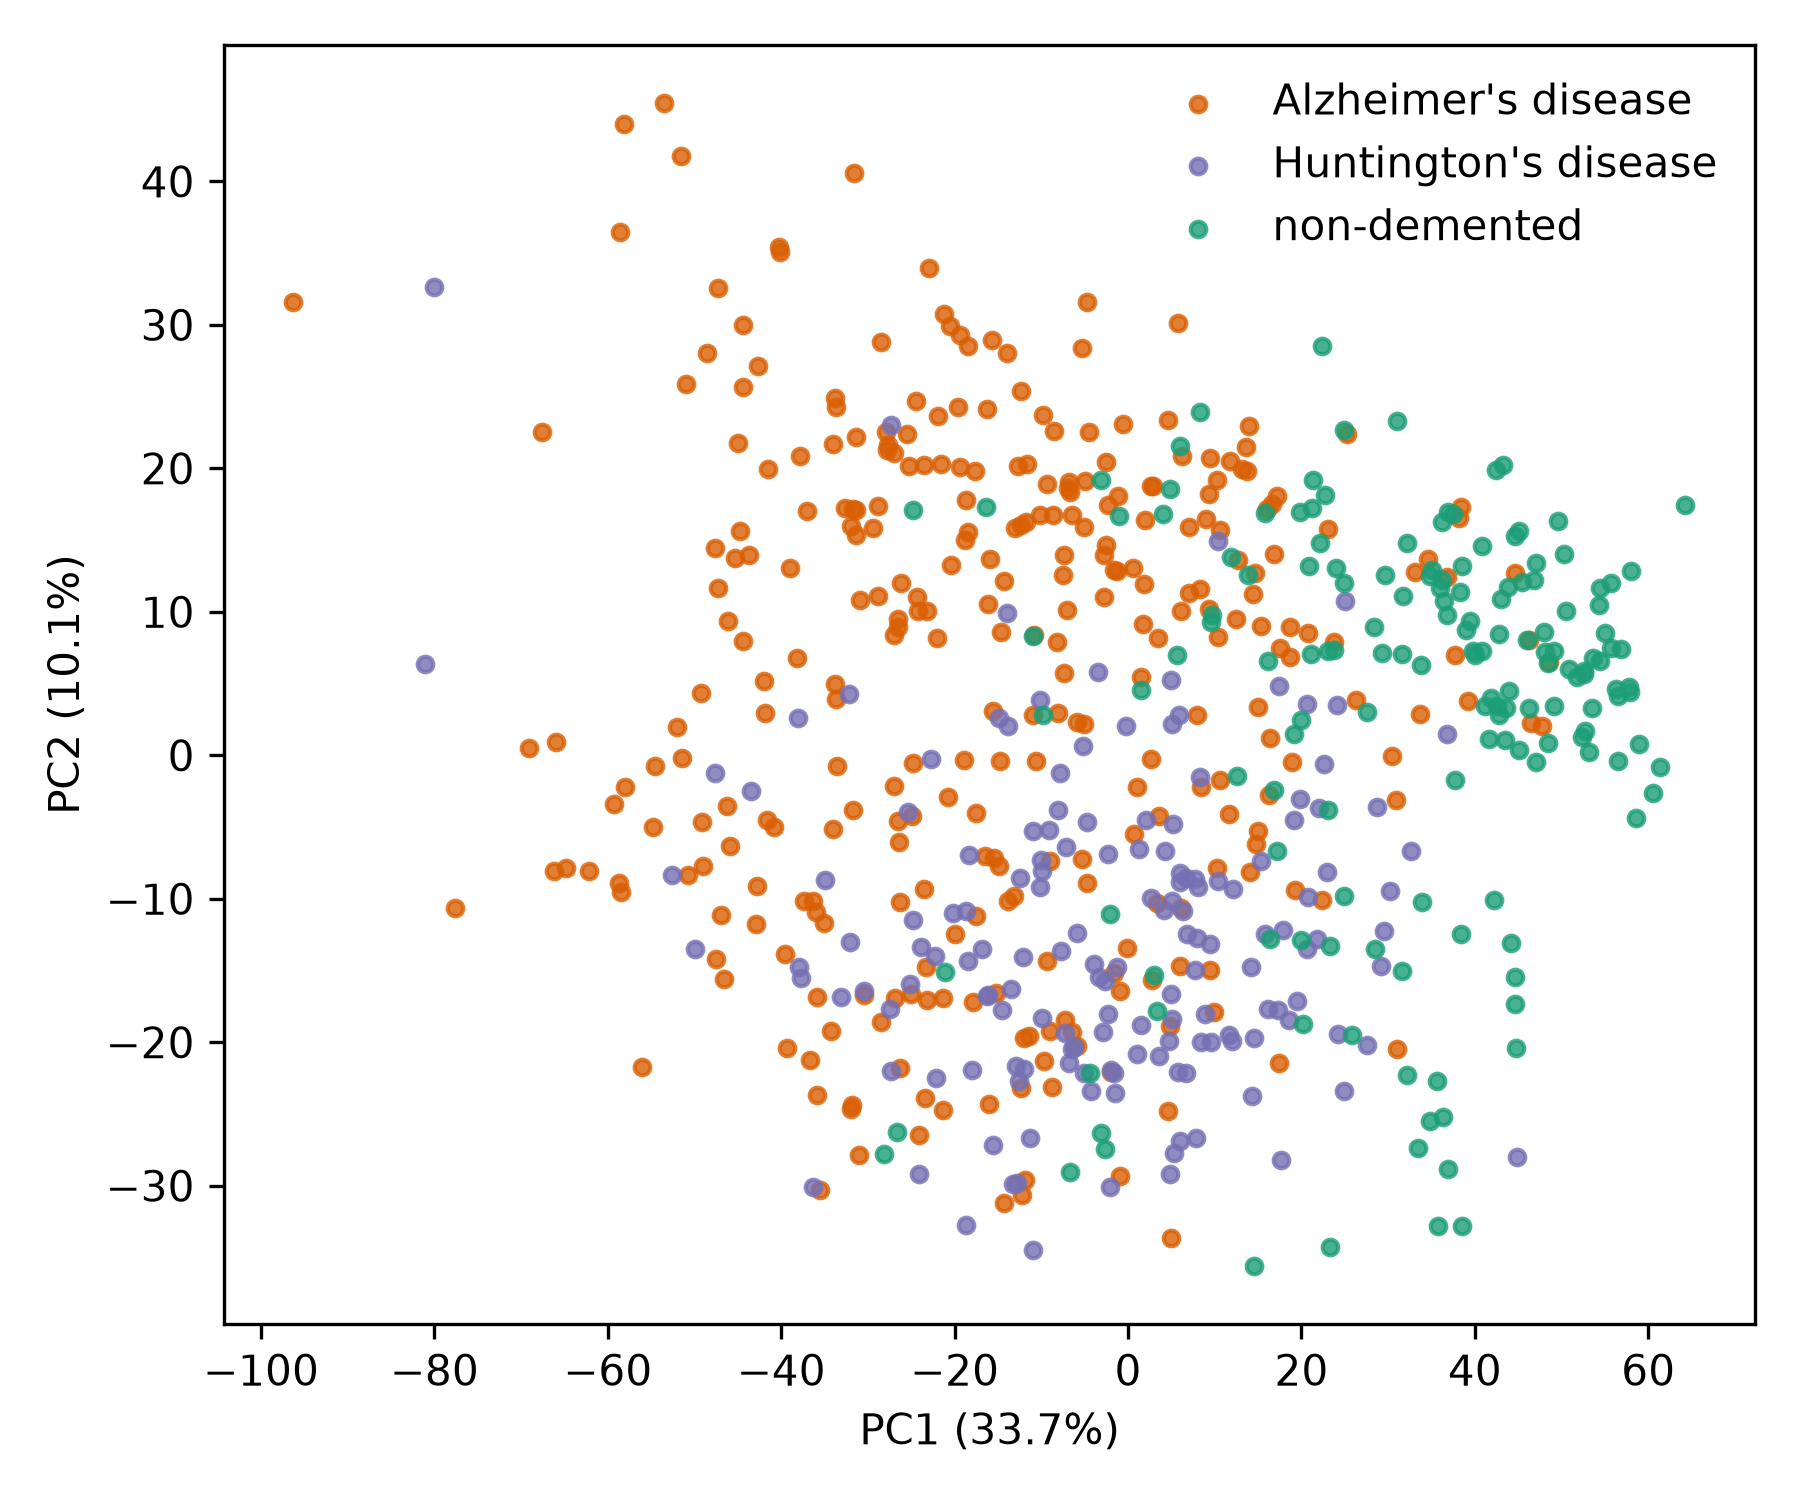 Alzheimer's disease
Huntington's disease
non-demented
40
30
20
10
0
−10
−20
−30
PC2 (10.1%)
−100 −80 −60 −40 −20 0 20 40 60
PC1 (33.7%)